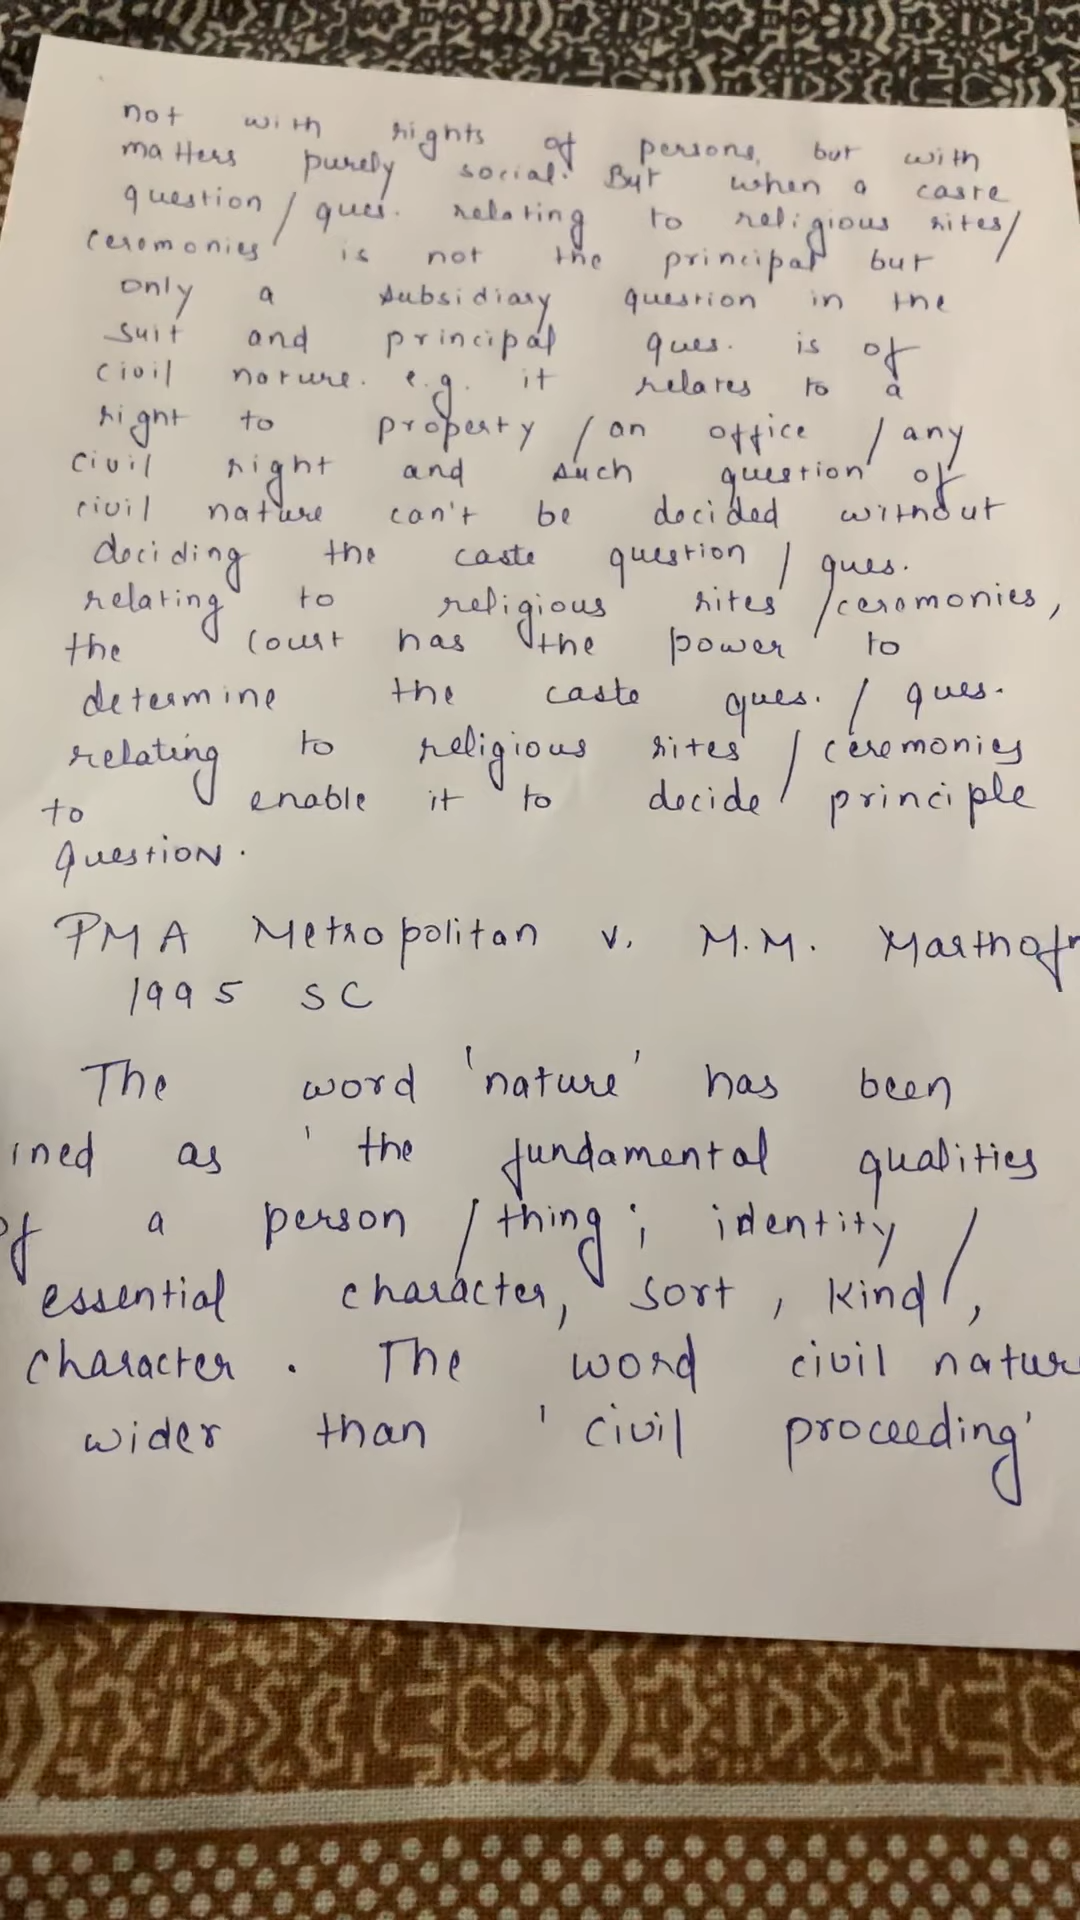 not with rights of persons, but with
matters purely social. But when a caste
question / ques. relating to religious rites/
ceremonies is not the principal but
only a subsidiary question in the
suit and principal ques. is of
civil nature. e.g. it relates to a
right to property / an office / any
civil right and such question of
civil nature can't be decided without
deciding the caste question / ques.
relating to religious rites /ceremonies,
the court has the power to
determine the caste ques. / ques.
relating to religious rites / ceremonies
to enable it to decide principle
question.
PMA Metropolitan v. M.M.
1995 SC
The word 'nature' has been
ined as ' the fundamental qualities
of a person / thing; identity /
essential character, sort, kind,
character. The word civil natur
wider than 'civil proceeding'